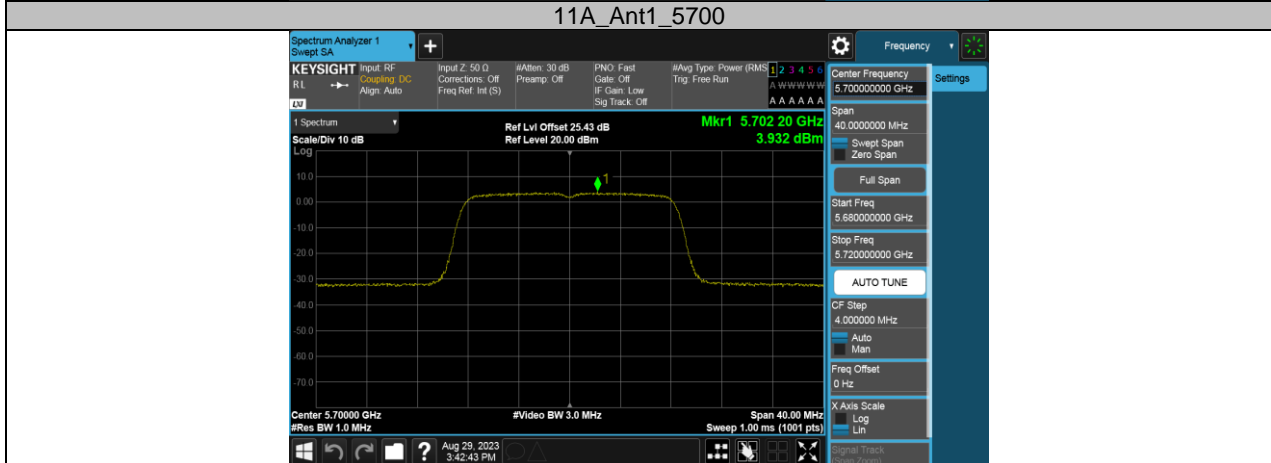 11A_Ant1_5700
Spectrum Analyzer 1
Swept SA
+
Frequency
KEYSIGHT
RL
LXI
Input: RF
Coupling: DC
Align: Auto
Input Z: 50 Ω
Corrections: Off
Freq Ref: Int (S)
#Atten: 30 dB
Preamp: Off
PNO: Fast
Gate: Off
IF Gain: Low
Sig Track: Off
#Avg Type: Power (RMS
Trig: Free Run
1 2 3 4 5 6
A W W W W W
A A A A A A
Center Frequency
5.700000000 GHz
Settings
Span
40.0000000 MHz
Swept Span
Zero Span
Full Span
Start Freq
5.680000000 GHz
Stop Freq
5.720000000 GHz
AUTO TUNE
CF Step
4.000000 MHz
Auto
Man
Freq Offset
0 Hz
X Axis Scale
Log
Lin
Signal Track
(Span Zoom)
1 Spectrum
Scale/Div 10 dB
Log
Ref Lvl Offset 25.43 dB
Ref Level 20.00 dBm
Mkr1 5.702 20 GHz
3.932 dBm
1
10.0
0.00
-10.0
-20.0
-30.0
-40.0
-50.0
-60.0
-70.0
Center 5.70000 GHz
#Res BW 1.0 MHz
#Video BW 3.0 MHz
Span 40.00 MHz
Sweep 1.00 ms (1001 pts)
?
Aug 29, 2023
3:42:43 PM